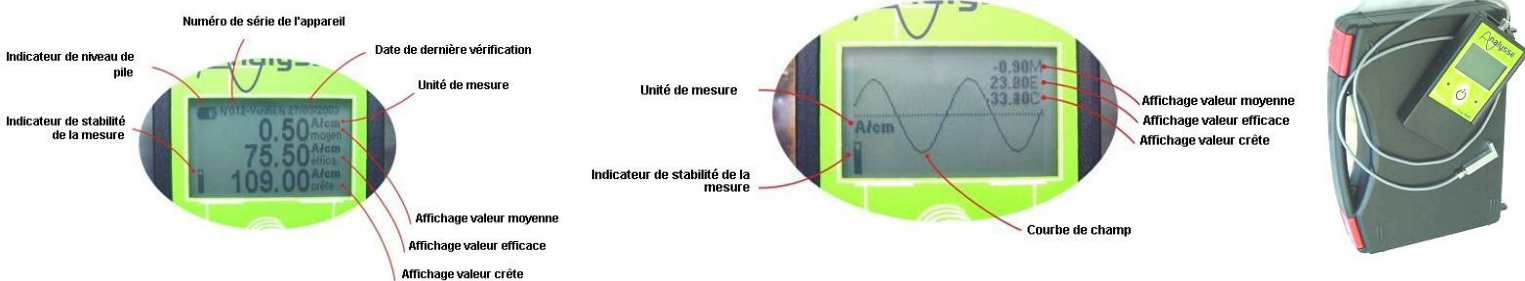 Numéro de série de l'appareil
Indicateur de niveau de
pile
Date de dernière vérification
Unité de mesure
Indicateur de stabilité
de la mesure
0.50 A/cm
moyen
75.50 A/cm
effica.
109.00 A/cm
crête
Affichage valeur moyenne
Affichage valeur efficace
Affichage valeur crête
Unité de mesure
Indicateur de stabilité de la
mesure
-0.90M
23.80E
33.80C
A/cm
Affichage valeur moyenne
Affichage valeur efficace
Affichage valeur crête
Courbe de champ
Analysse